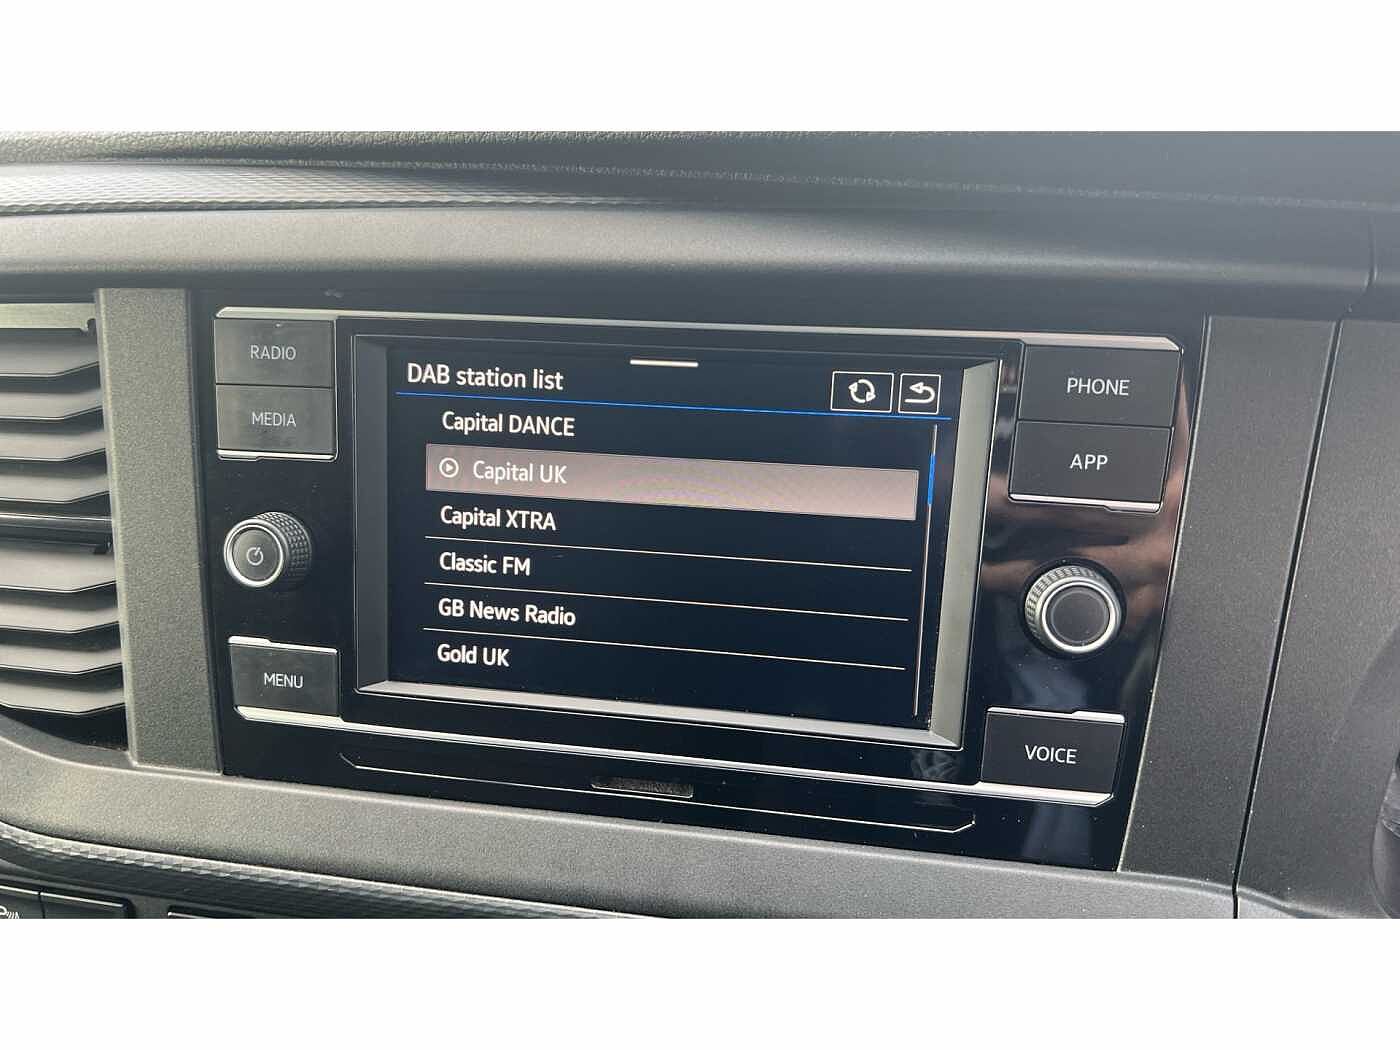 RADIO
MEDIA
MENU
DAB station list
Capital DANCE
Capital UK
Capital XTRA
Classic FM
GB News Radio
Gold UK
PHONE
APP
VOICE